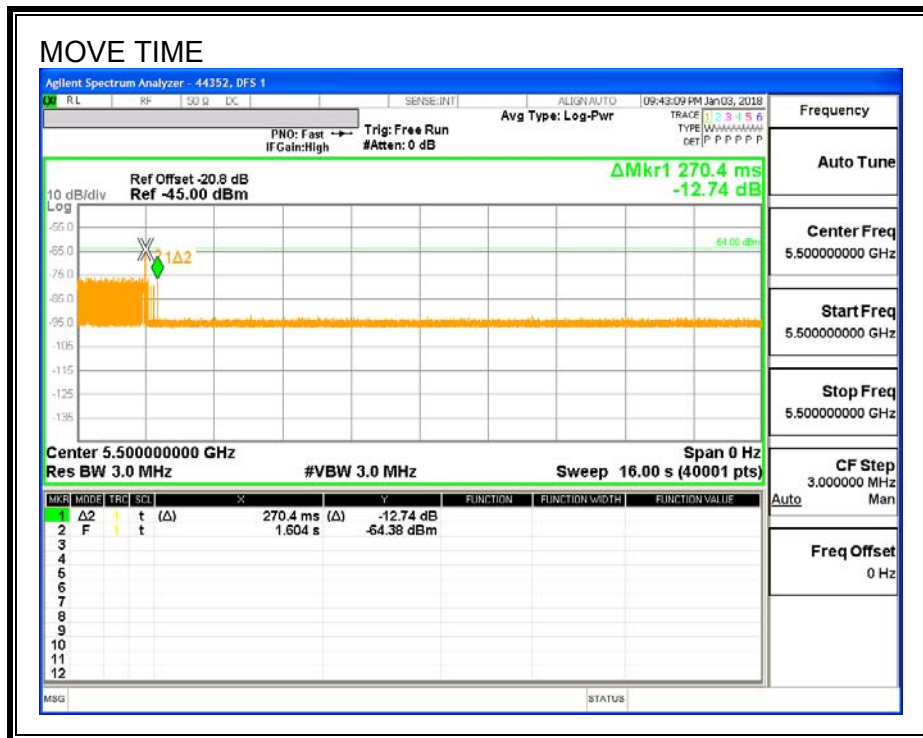 MOVE TIME
Agilent Spectrum Analyzer - 44352, DFS 1
RL RF 50 Ω DC SENSE:INT ALIGN AUTO 09:43:09 PM Jan 03, 2018
PNO: Fast Trig: Free Run Avg Type: Log-Pwr TRACE 1 2 3 4 5 6
IFGain:High #Atten: 0 dB TYPE
DET P P P P P P
Frequency
ΔMkr1 270.4 ms
-12.74 dB
Ref Offset -20.8 dB
10 dB/div Ref -45.00 dBm
Log
-55.0
-65.0
-75.0
-85.0
-95.0
-105
-115
-125
-135
-64.00 dBm
1Δ2
Center 5.500000000 GHz Span 0 Hz
Res BW 3.0 MHz #VBW 3.0 MHz Sweep 16.00 s (40001 pts)
MKR MODE TRC SCL X Y FUNCTION FUNCTION WIDTH FUNCTION VALUE
1 Δ2 1 t (Δ) 270.4 ms (Δ) -12.74 dB
2 F 1 t 1.604 s -64.38 dBm
3
4
5
6
7
8
9
10
11
12
MSG STATUS
Auto Tune
Center Freq
5.500000000 GHz
Start Freq
5.500000000 GHz
Stop Freq
5.500000000 GHz
CF Step
3.000000 MHz
Auto Man
Freq Offset
0 Hz